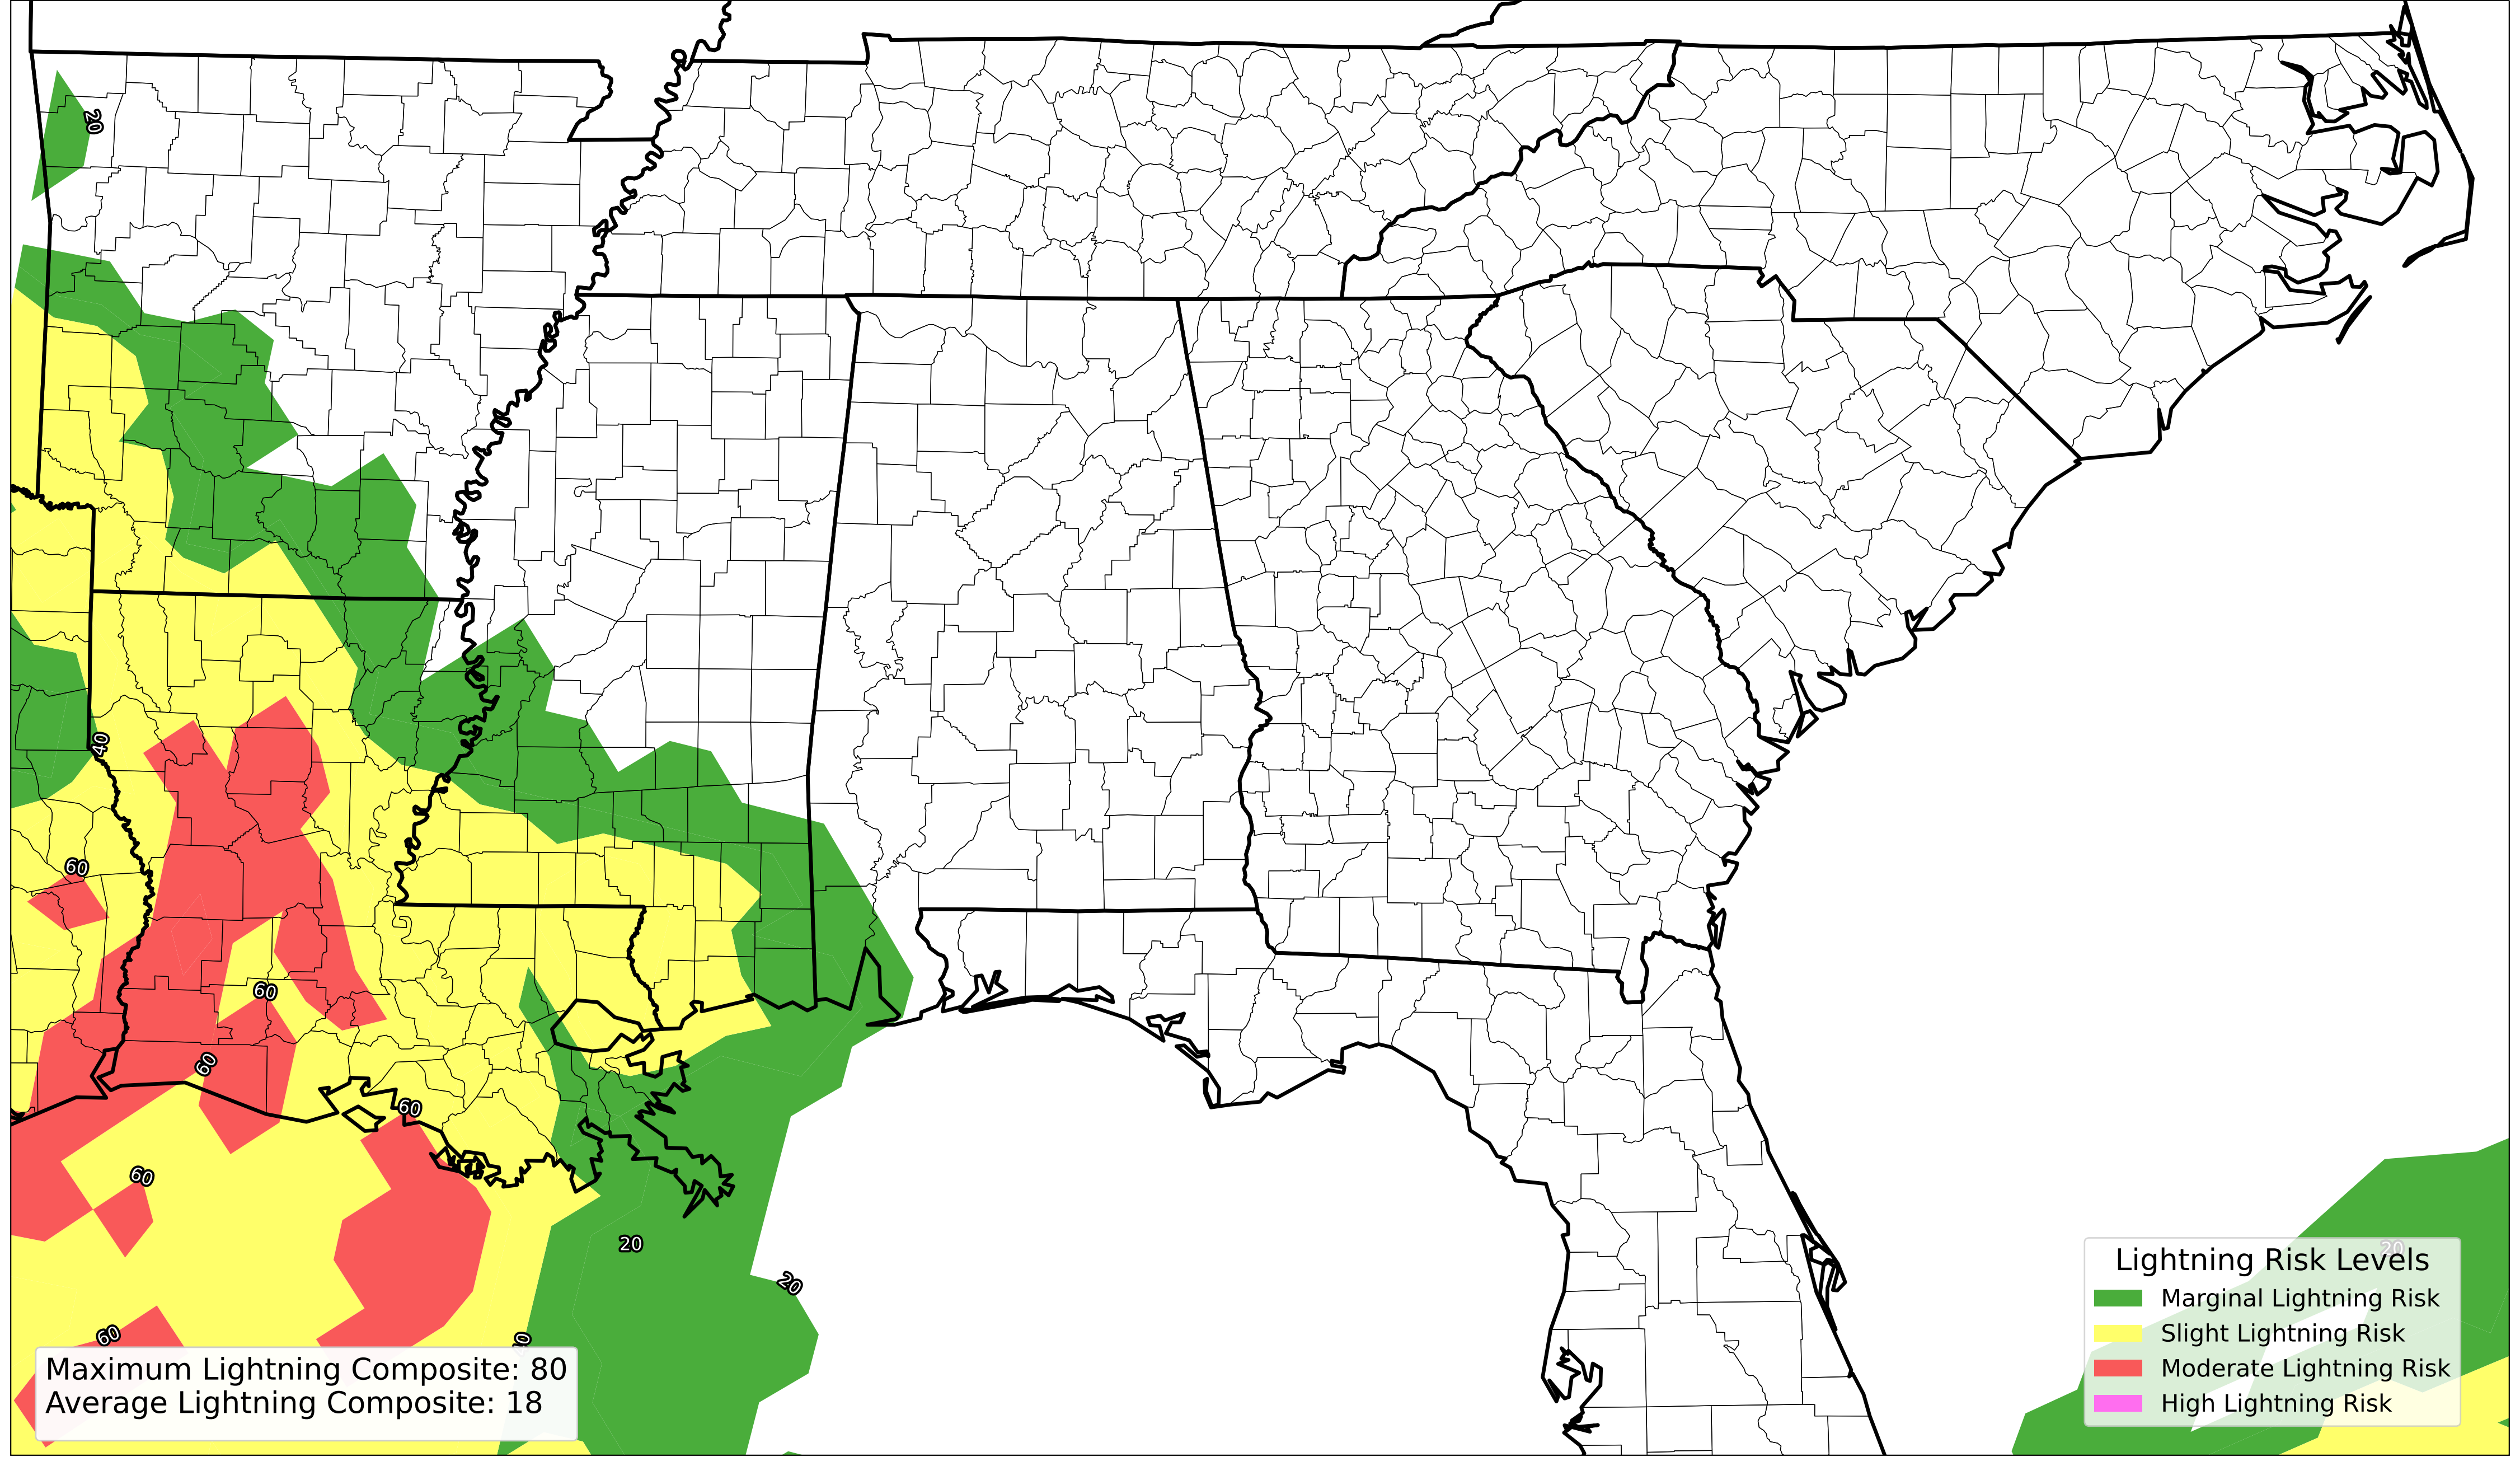 20
40
60
60
60
60
60
20
20
20
60
Lightning Risk Levels
Marginal Lightning Risk
Slight Lightning Risk
Moderate Lightning Risk
High Lightning Risk
Maximum Lightning Composite: 80
Average Lightning Composite: 18